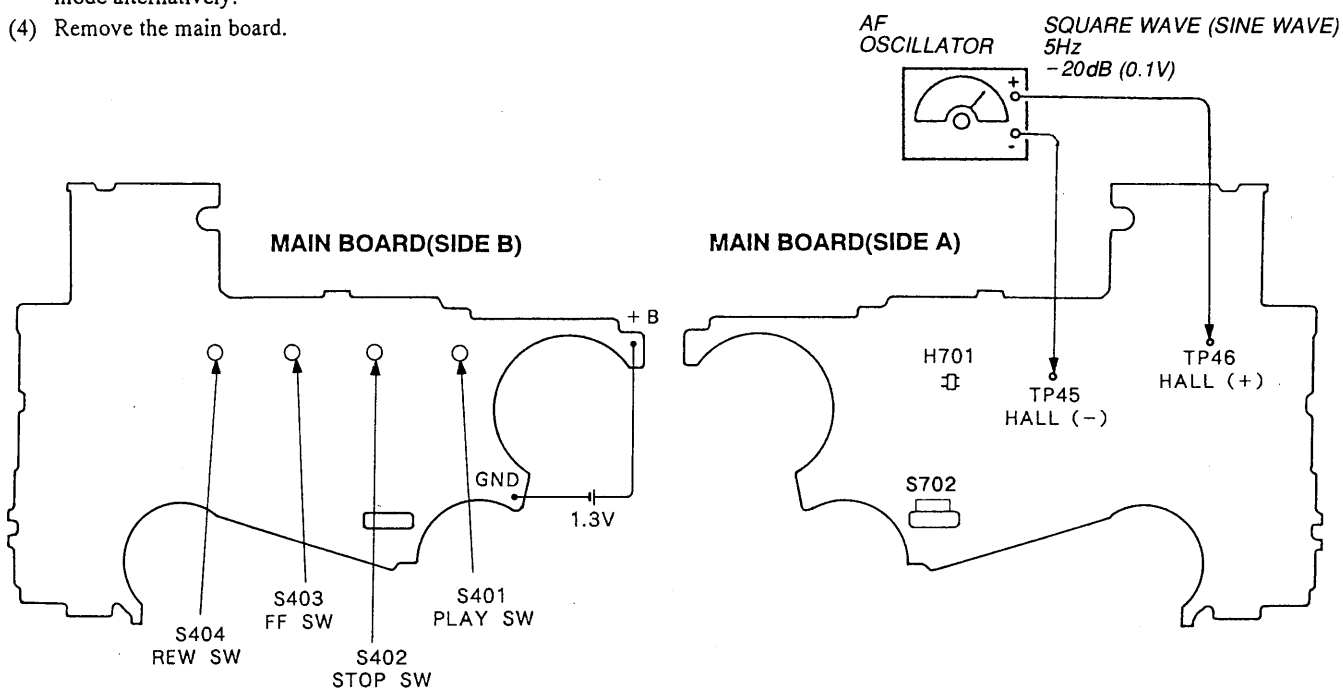 mode alternatively.
(4) Remove the main board.
AF
OSCILLATOR
SQUARE WAVE (SINE WAVE)
5Hz
−20dB (0.1V)
+
-
MAIN BOARD(SIDE B)
MAIN BOARD(SIDE A)
+ B
H701
TP45
HALL (−)
TP46
HALL (+)
GND
1.3V
S702
S404
REW SW
S403
FF SW
S402
STOP SW
S401
PLAY SW